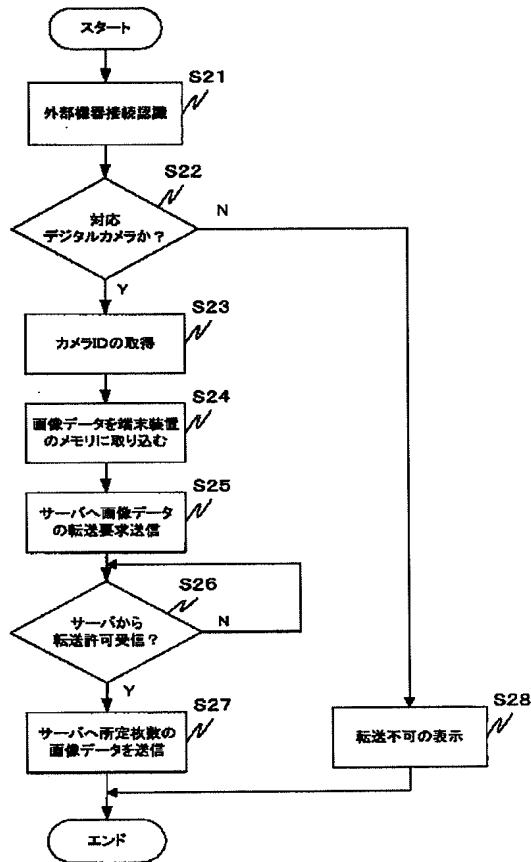 スタート
S21
外部機器接続認識
S22
対応
デジタルカメラか?
N
Y
S23
カメラIDの取得
S24
画像データを端末装置
のメモリに取り込む
S25
サーバへ画像データ
の転送要求送信
S26
サーバから
転送許可受信?
N
Y
S27
サーバへ所定枚数の
画像データを送信
S28
転送不可の表示
エンド